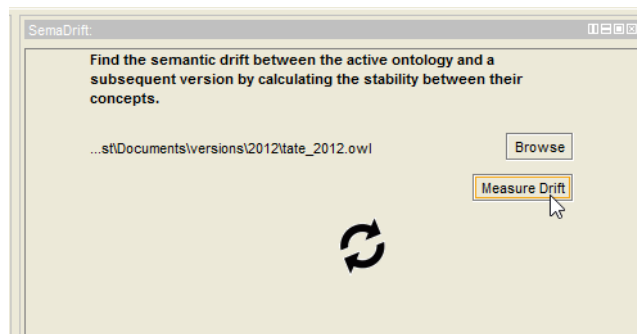 SemaDrift:
Find the semantic drift between the active ontology and a
subsequent version by calculating the stability between their
concepts.
...st\Documents\versions\2012\tate_2012.owl
Browse
Measure Drift